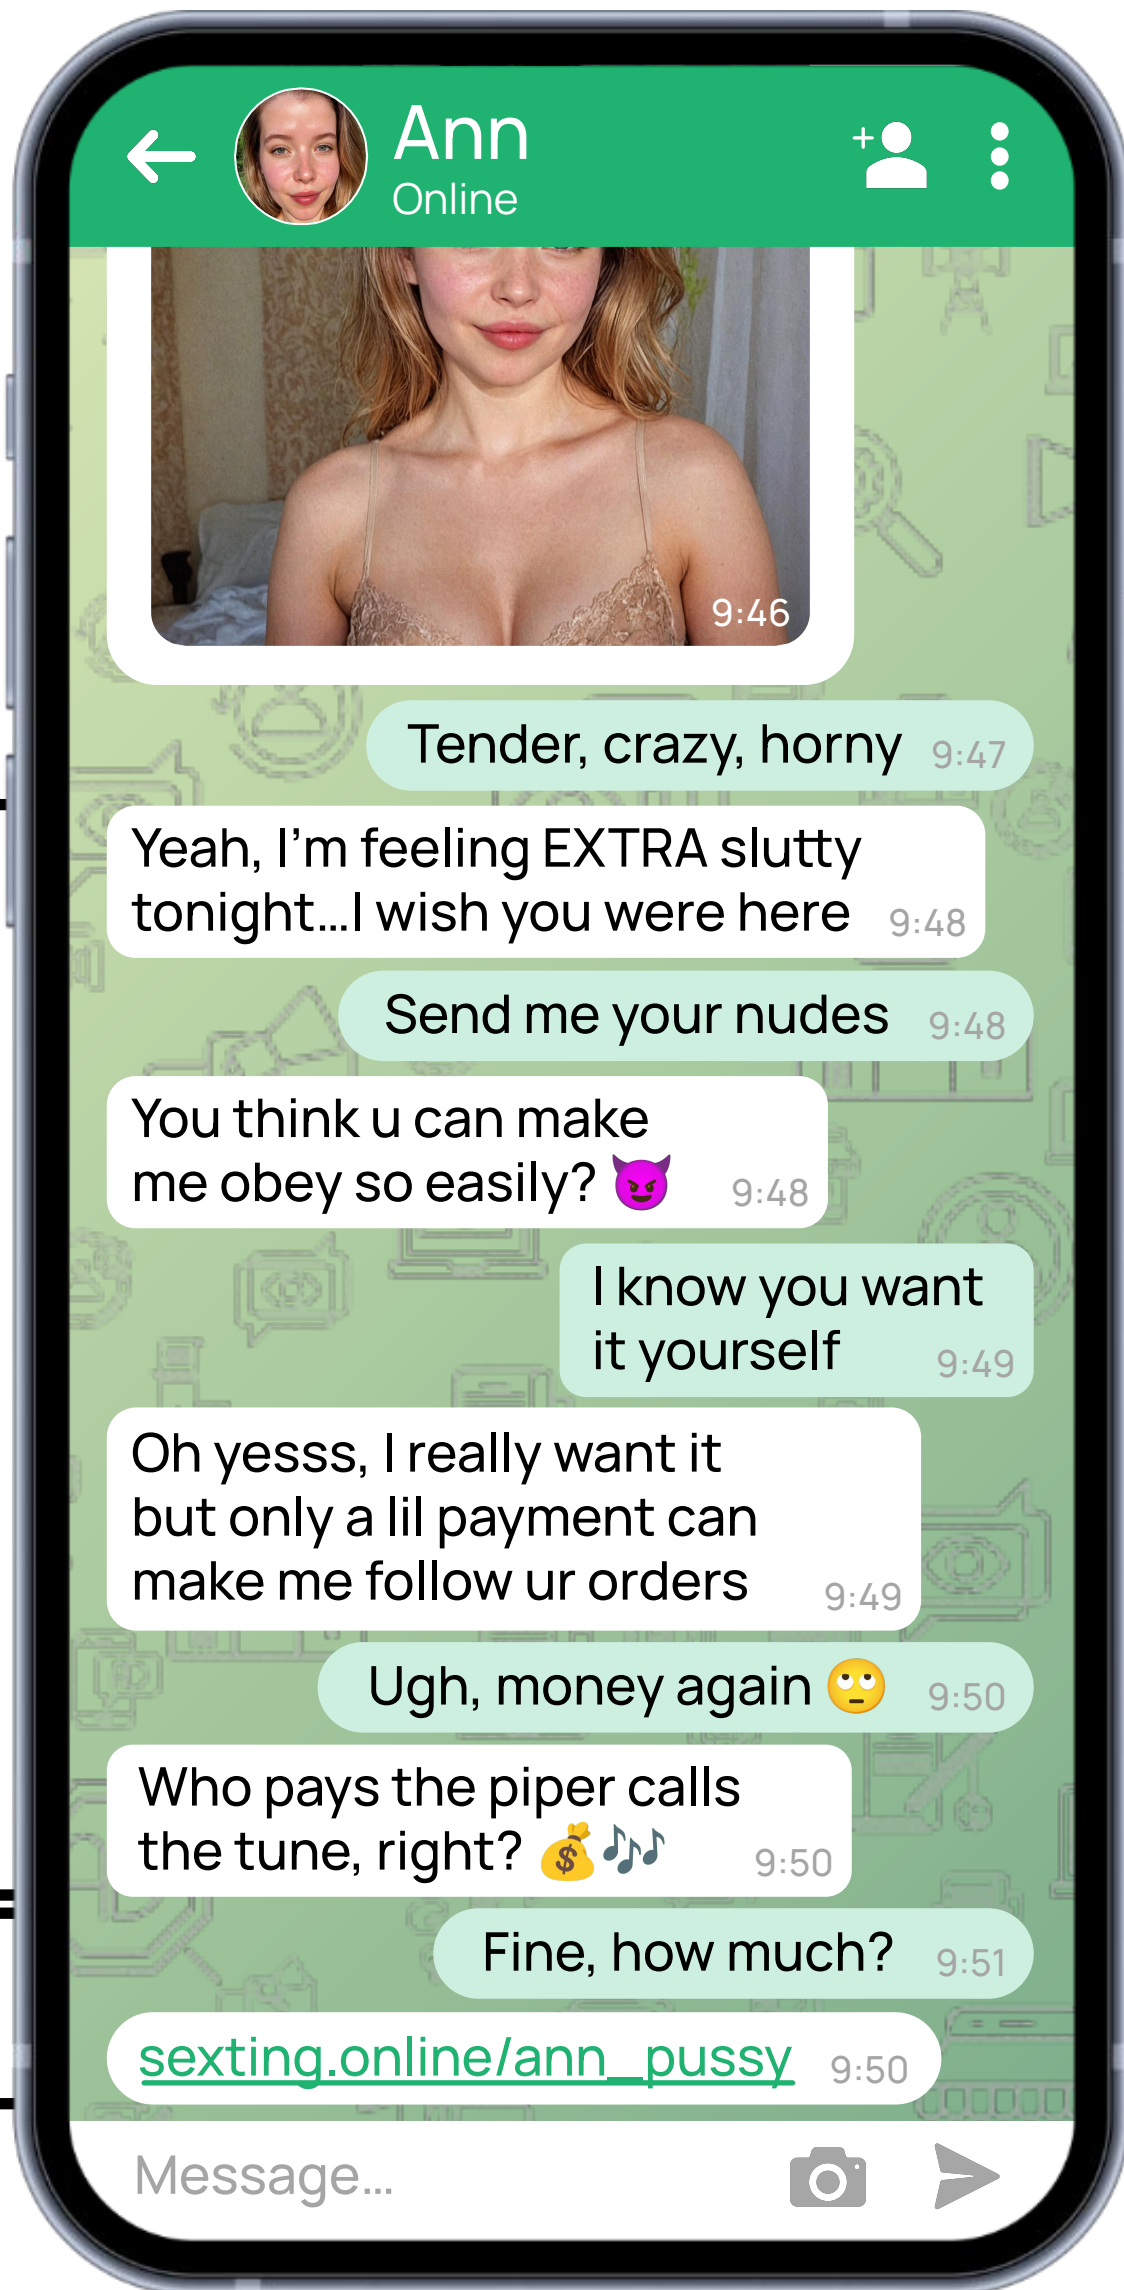 Ann
Online
9:46
Tender, crazy, horny 9:47
Yeah, I'm feeling EXTRA slutty
tonight...I wish you were here 9:48
Send me your nudes 9:48
You think u can make
me obey so easily? 😈 9:48
I know you want
it yourself 9:49
Oh yesss, I really want it
but only a lil payment can
make me follow ur orders 9:49
Ugh, money again 🙄 9:50
Who pays the piper calls
the tune, right? 💰🎶 9:50
Fine, how much? 9:51
sexting.online/ann_pussy 9:50
Message...